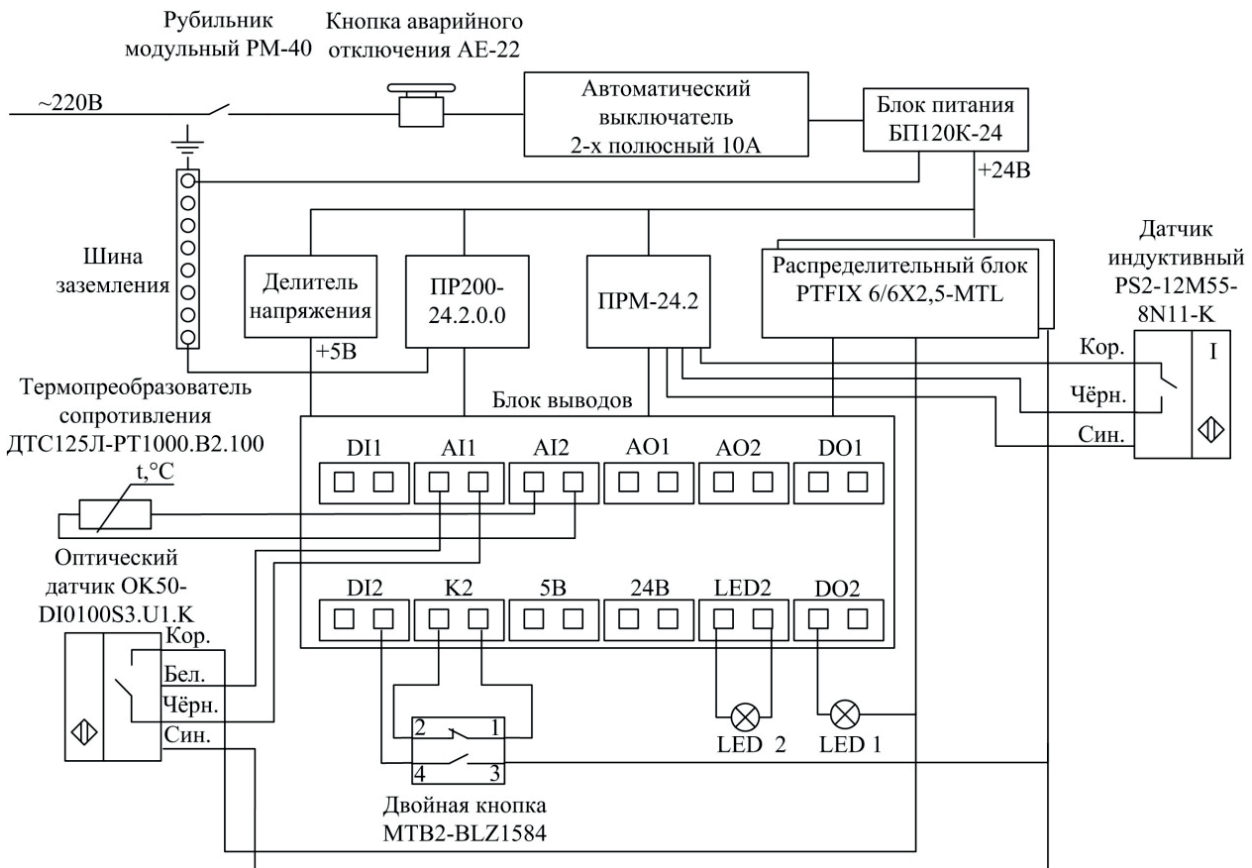 Рубильник
модульный РМ-40
Кнопка аварийного
отключения АЕ-22
~220В
Автоматический
выключатель
2-х полюсный 10А
Блок питания
БП120К-24
+24В
Шина
заземления
Делитель
напряжения
+5В
ПР200-
24.2.0.0
ПРМ-24.2
Распределительный блок
PTFIX 6/6X2,5-MTL
Датчик
индуктивный
PS2-12M55-
8N11-K
I
Кор.
Чёрн.
Син.
Термопреобразователь
сопротивления
ДТС125Л-РТ1000.В2.100
t,°C
Блок выводов
DI1
AI1
AI2
AO1
AO2
DO1
Оптический
датчик OK50-
DI0100S3.U1.K
Кор.
Бел.
Чёрн.
Син.
DI2
K2
5В
24В
LED2
DO2
2 1
4 3
LED 2
LED 1
Двойная кнопка
MTB2-BLZ1584